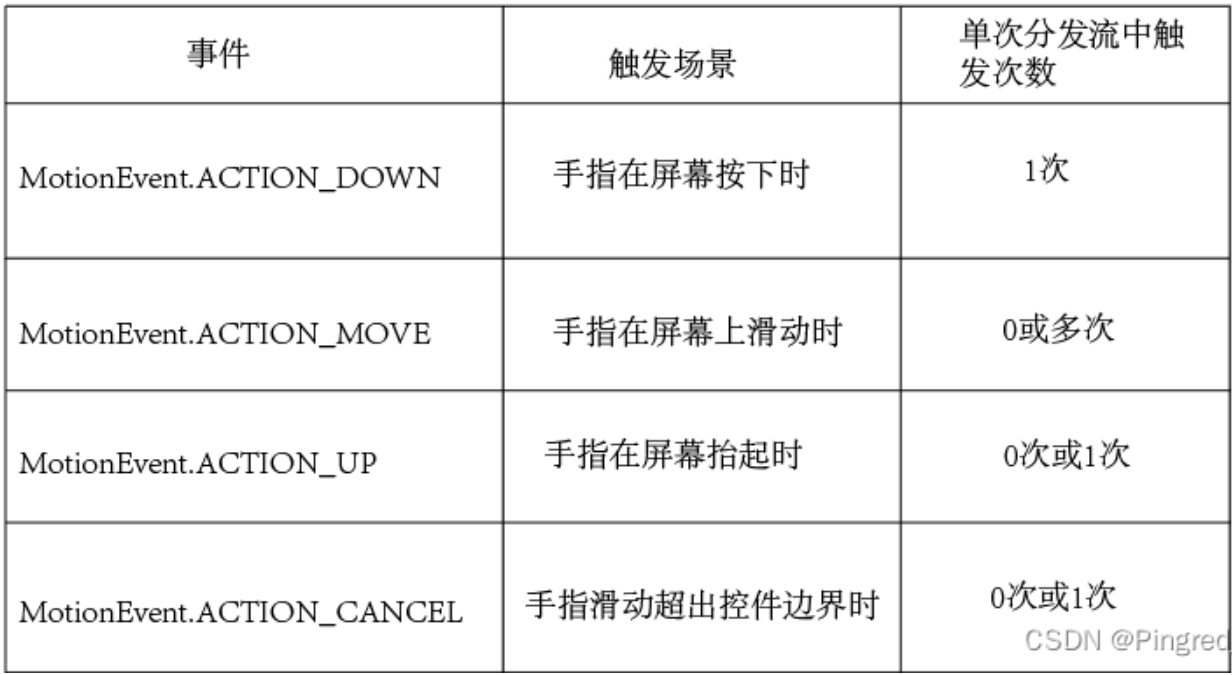 事件
触发场景
单次分发流中触
发次数
MotionEvent.ACTION_DOWN
手指在屏幕按下时
1次
MotionEvent.ACTION_MOVE
手指在屏幕上滑动时
0或多次
MotionEvent.ACTION_UP
手指在屏幕抬起时
0次或1次
MotionEvent.ACTION_CANCEL
手指滑动超出控件边界时
0次或1次
CSDN @Pingred